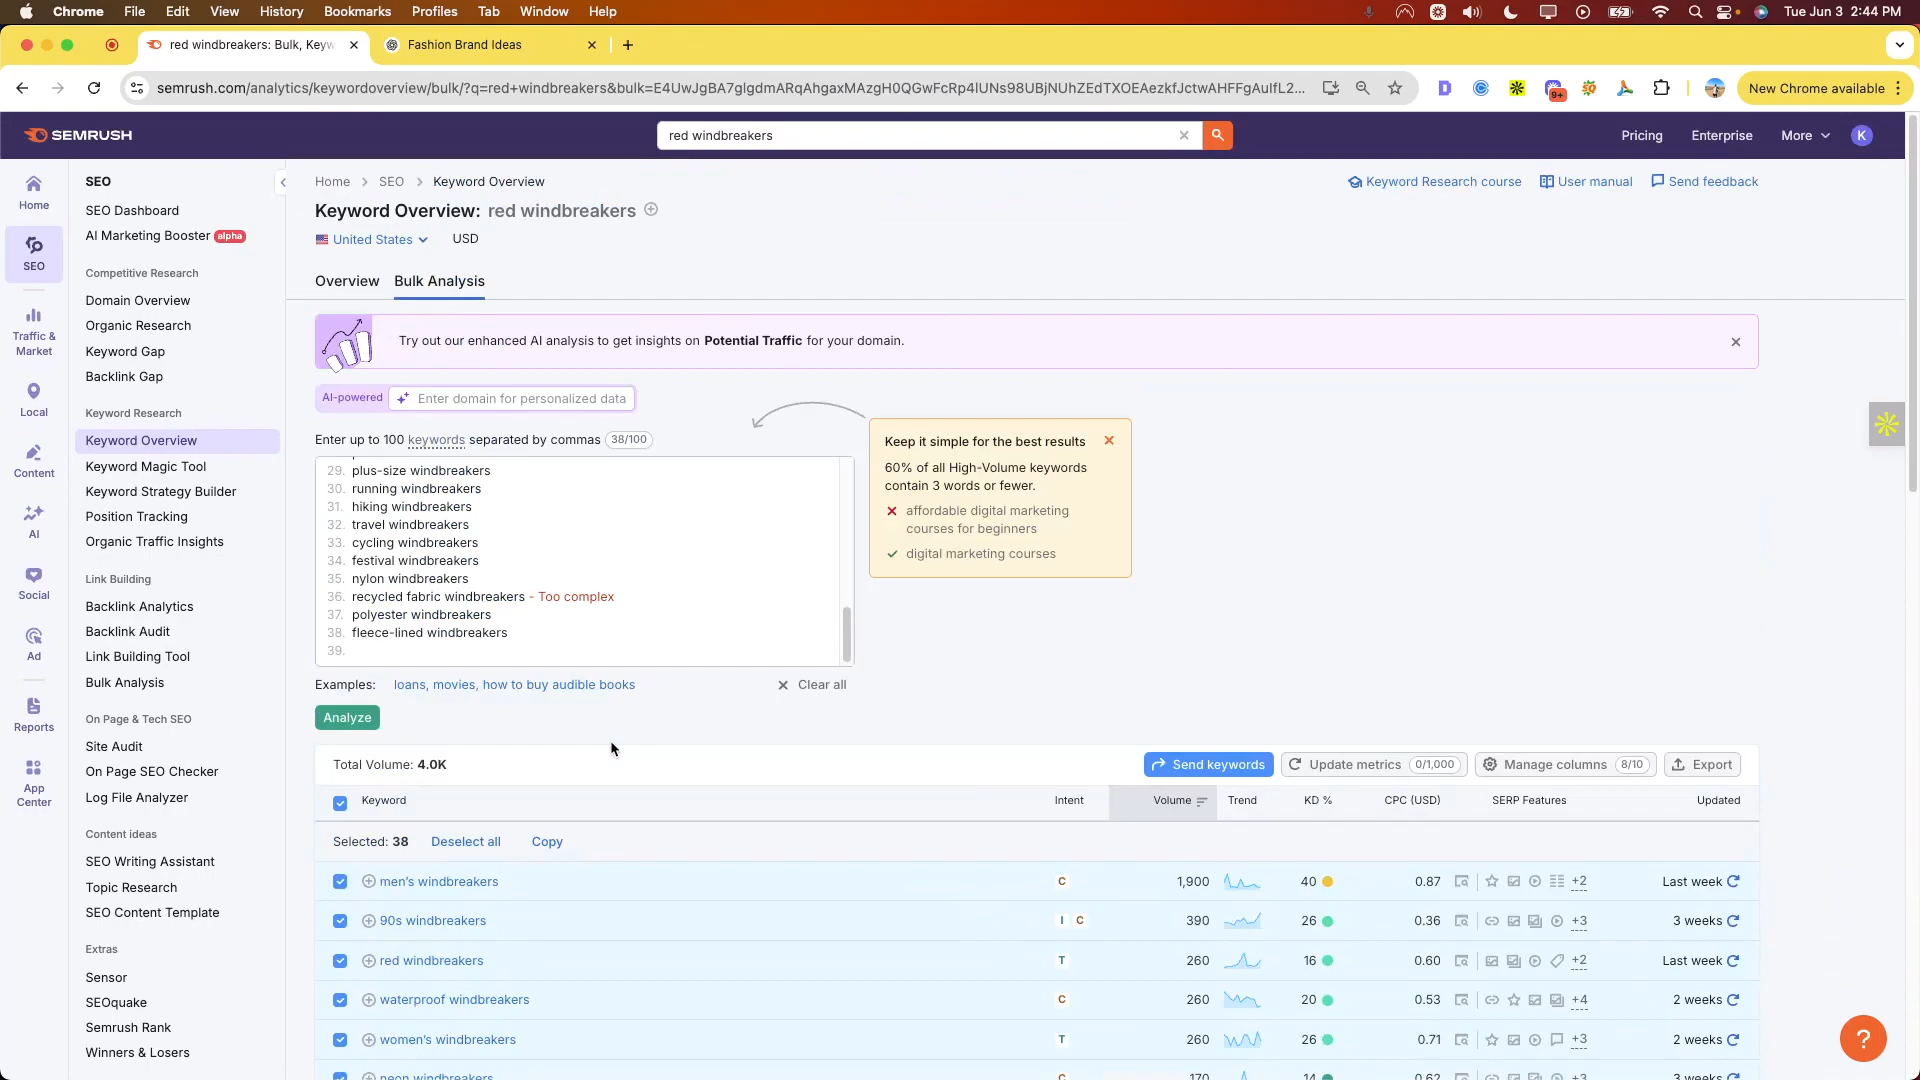 Chrome File Edit View History Bookmarks Profiles Tab Window Help Tue Jun 3 2:44 PM
red windbreakers: Bulk, Keyw
Fashion Brand Ideas
semrush.com/analytics/keywordoverview/bulk/?q=red+windbreakers&bulk=E4UwJgBA7glgdmARqAhgaxMAzgH0QGwFcRp4lUNs98UBjNUhZEdTXOEAezkfJctwAHFFgAulfL2...
9+
New Chrome available
SEMRUSH
red windbreakers
Pricing Enterprise More K
Home
SEO
Traffic & Market
Local
Content
AI
Social
Ad
Reports
App Center
SEO
SEO Dashboard
AI Marketing Booster alpha
Competitive Research
Domain Overview
Organic Research
Keyword Gap
Backlink Gap
Keyword Research
Keyword Overview
Keyword Magic Tool
Keyword Strategy Builder
Position Tracking
Organic Traffic Insights
Link Building
Backlink Analytics
Backlink Audit
Link Building Tool
Bulk Analysis
On Page & Tech SEO
Site Audit
On Page SEO Checker
Log File Analyzer
Content ideas
SEO Writing Assistant
Topic Research
SEO Content Template
Extras
Sensor
SEOquake
Semrush Rank
Winners & Losers
Home > SEO > Keyword Overview
Keyword Research course User manual Send feedback
Keyword Overview: red windbreakers
United States USD
Overview Bulk Analysis
Try out our enhanced AI analysis to get insights on Potential Traffic for your domain.
AI-powered Enter domain for personalized data
Enter up to 100 keywords separated by commas 38/100
29. plus-size windbreakers
30. running windbreakers
31. hiking windbreakers
32. travel windbreakers
33. cycling windbreakers
34. festival windbreakers
35. nylon windbreakers
36. recycled fabric windbreakers - Too complex
37. polyester windbreakers
38. fleece-lined windbreakers
39.
Keep it simple for the best results
60% of all High-Volume keywords
contain 3 words or fewer.
affordable digital marketing
courses for beginners
digital marketing courses
Examples: loans, movies, how to buy audible books Clear all
Analyze
Total Volume: 4.0K
Send keywords Update metrics 0/1,000 Manage columns 8/10 Export
Keyword Intent Volume Trend KD % CPC (USD) SERP Features Updated
Selected: 38 Deselect all Copy
men's windbreakers C 1,900 40 0.87 +2 Last week
90s windbreakers I C 390 26 0.36 +3 3 weeks
red windbreakers T 260 16 0.60 +2 Last week
waterproof windbreakers C 260 20 0.53 +4 2 weeks
women's windbreakers T 260 26 0.71 +3 2 weeks
neon windbreakers C 170 14 0.62 +3 3 weeks
?